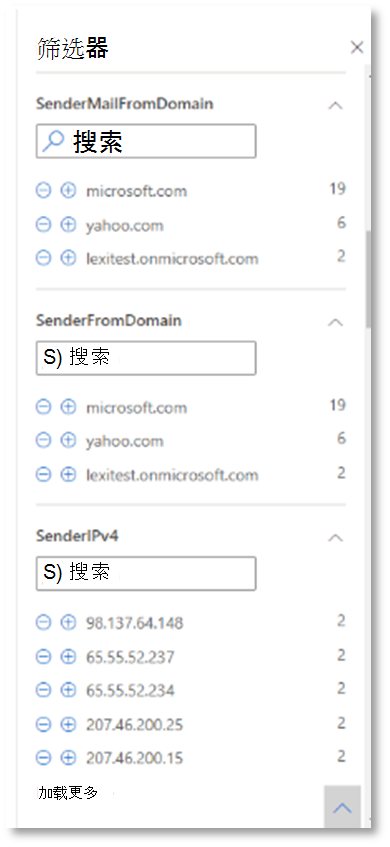 筛选器
SenderMailFromDomain
搜索
microsoft.com 19
yahoo.com 6
lexitest.onmicrosoft.com 2
SenderFromDomain
S) 搜索
microsoft.com 19
yahoo.com 6
lexitest.onmicrosoft.com 2
SenderIPv4
S) 搜索
98.137.64.148 2
65.55.52.237 2
65.55.52.234 2
207.46.200.25 2
207.46.200.15 2
加载更多